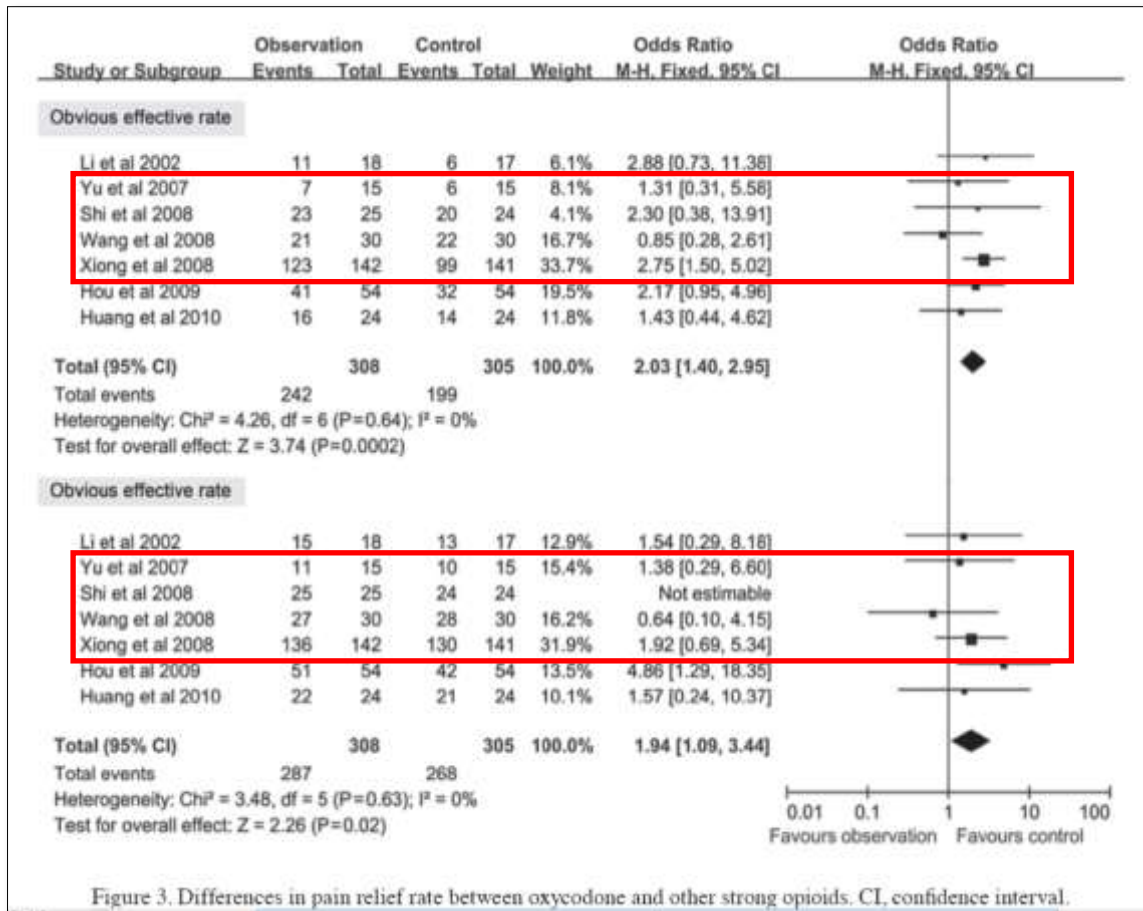 Observation Control Odds Ratio Odds Ratio
Study or Subgroup Events Total Events Total Weight M-H, Fixed, 95% CI M-H, Fixed, 95% CI
Obvious effective rate
Li et al 2002 11 18 6 17 6.1% 2.88 [0.73, 11.38]
Yu et al 2007 7 15 6 15 8.1% 1.31 [0.31, 5.58]
Shi et al 2008 23 25 20 24 4.1% 2.30 [0.38, 13.91]
Wang et al 2008 21 30 22 30 16.7% 0.85 [0.28, 2.61]
Xiong et al 2008 123 142 99 141 33.7% 2.75 [1.50, 5.02]
Hou et al 2009 41 54 32 54 19.5% 2.17 [0.95, 4.96]
Huang et al 2010 16 24 14 24 11.8% 1.43 [0.44, 4.62]
Total (95% CI) 308 305 100.0% 2.03 [1.40, 2.95]
Total events 242 199
Heterogeneity: Chi² = 4.26, df = 6 (P=0.64); I² = 0%
Test for overall effect: Z = 3.74 (P=0.0002)
Obvious effective rate
Li et al 2002 15 18 13 17 12.9% 1.54 [0.29, 8.18]
Yu et al 2007 11 15 10 15 15.4% 1.38 [0.29, 6.60]
Shi et al 2008 25 25 24 24 Not estimable
Wang et al 2008 27 30 28 30 16.2% 0.64 [0.10, 4.15]
Xiong et al 2008 136 142 130 141 31.9% 1.92 [0.69, 5.34]
Hou et al 2009 51 54 42 54 13.5% 4.86 [1.29, 18.35]
Huang et al 2010 22 24 21 24 10.1% 1.57 [0.24, 10.37]
Total (95% CI) 308 305 100.0% 1.94 [1.09, 3.44]
Total events 287 268
Heterogeneity: Chi² = 3.48, df = 5 (P=0.63); I² = 0%
Test for overall effect: Z = 2.26 (P=0.02)
0.01 0.1 1 10 100
Favours observation Favours control
Figure 3. Differences in pain relief rate between oxycodone and other strong opioids. CI, confidence interval.